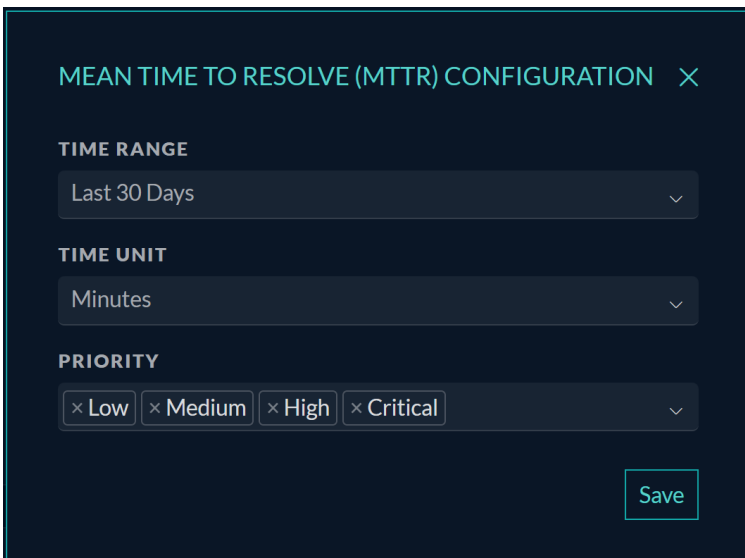 MEAN TIME TO RESOLVE (MTTR) CONFIGURATION
TIME RANGE
Last 30 Days
TIME UNIT
Minutes
PRIORITY
× Low × Medium × High × Critical
Save